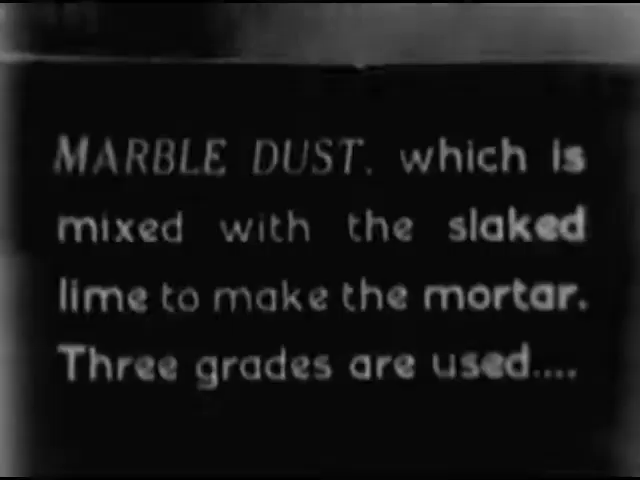 MARBLE DUST, which is
mixed with the slaked
lime to make the mortar.
Three grades are used....